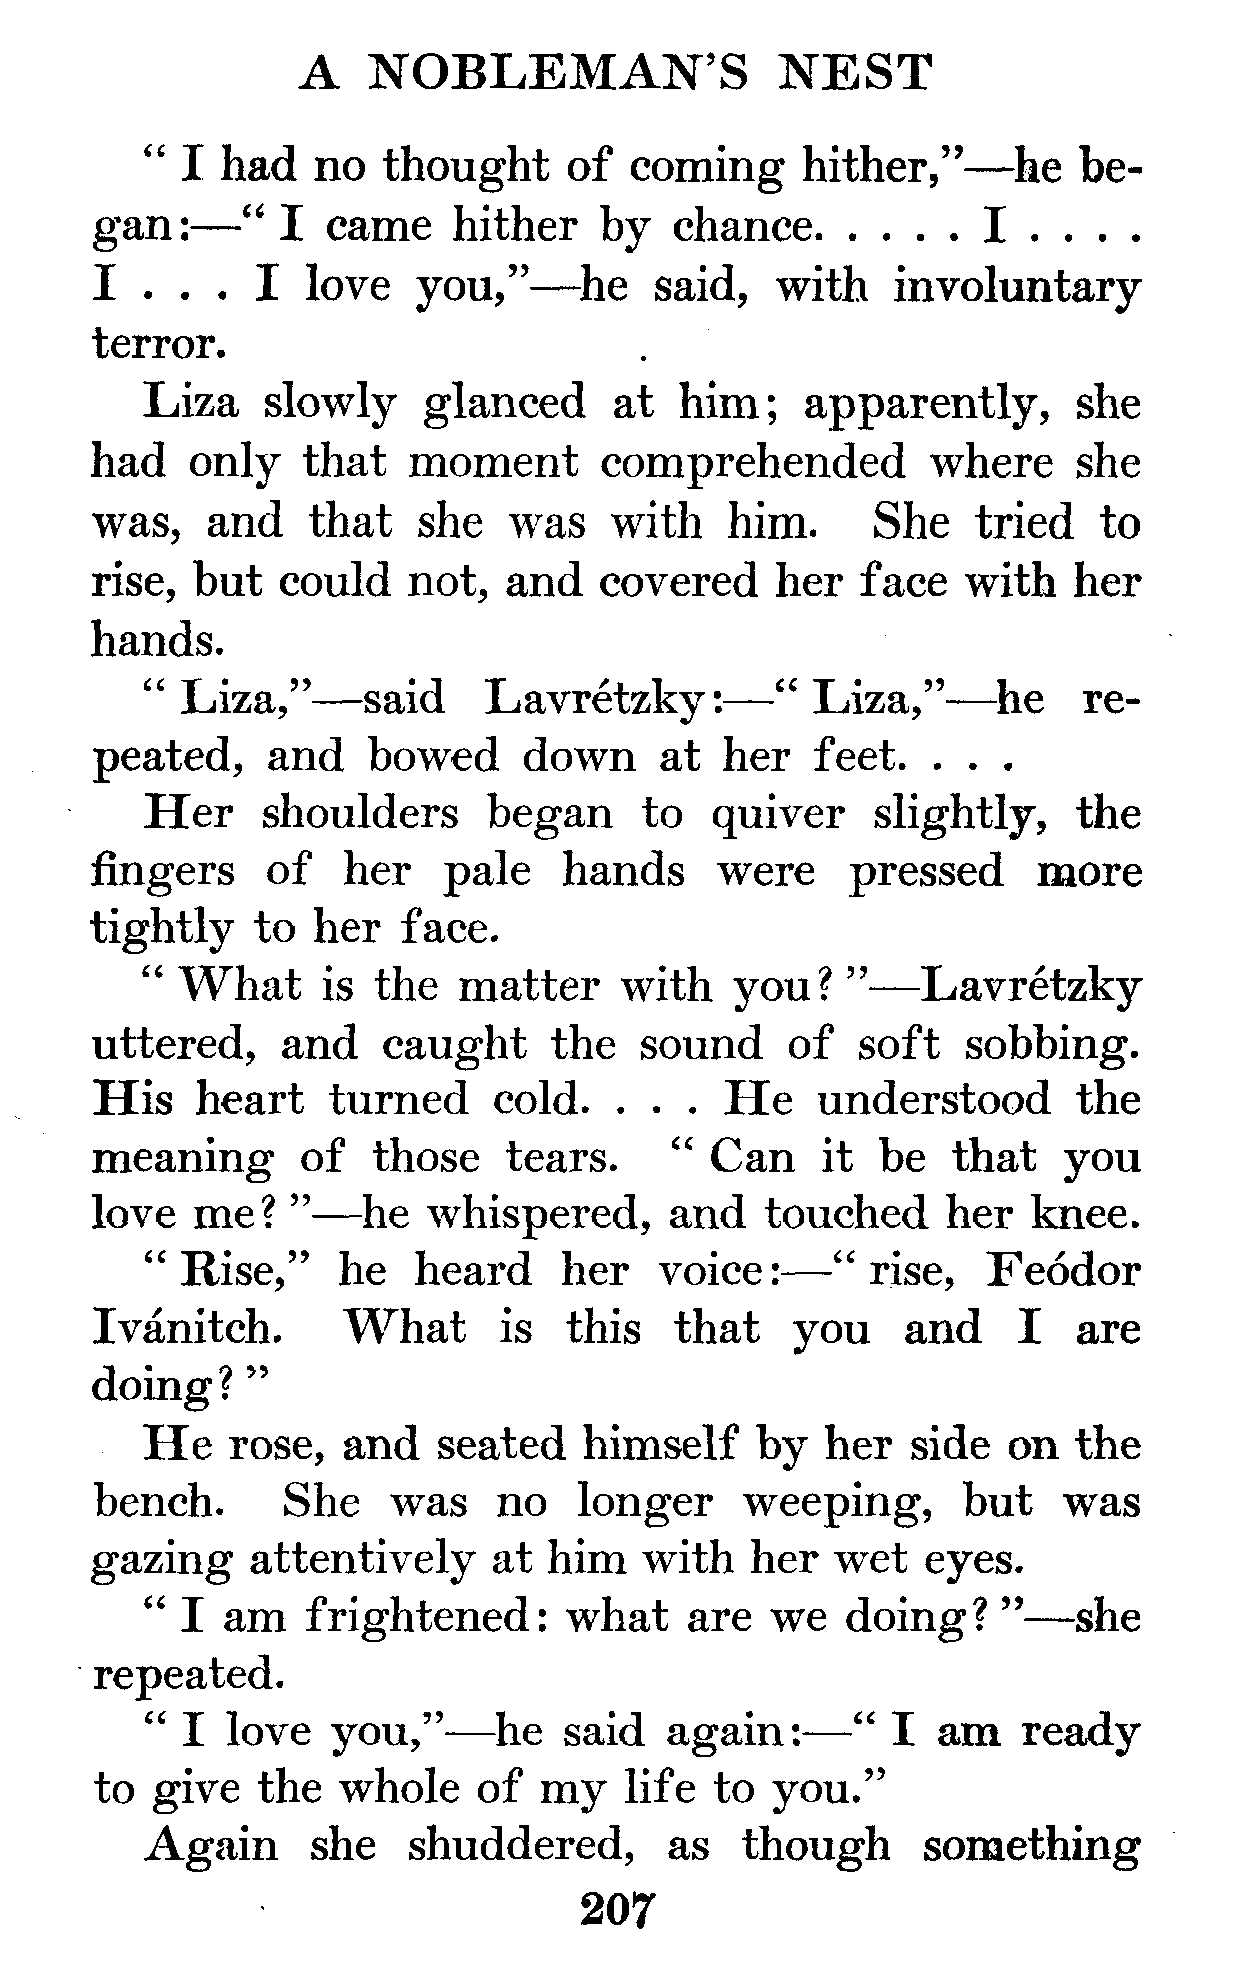 A NOBLEMAN'S NEST
“ I had no thought of coming hither,”—he be-
gan:—“ I came hither by chance. . . . . I . . . .
I . . . I love you,”—he said, with involuntary
terror.
Liza slowly glanced at him; apparently, she
had only that moment comprehended where she
was, and that she was with him. She tried to
rise, but could not, and covered her face with her
hands.
“ Liza,”—said Lavrétzky:—“ Liza,”—he re-
peated, and bowed down at her feet. . . .
Her shoulders began to quiver slightly, the
fingers of her pale hands were pressed more
tightly to her face.
“ What is the matter with you? ”—Lavrétzky
uttered, and caught the sound of soft sobbing.
His heart turned cold. . . . He understood the
meaning of those tears. “ Can it be that you
love me? ”—he whispered, and touched her knee.
“ Rise,” he heard her voice:—“ rise, Feódor
Ivánitch. What is this that you and I are
doing? ”
He rose, and seated himself by her side on the
bench. She was no longer weeping, but was
gazing attentively at him with her wet eyes.
“ I am frightened: what are we doing? ”—she
repeated.
“ I love you,”—he said again:—“ I am ready
to give the whole of my life to you.”
Again she shuddered, as though something
207